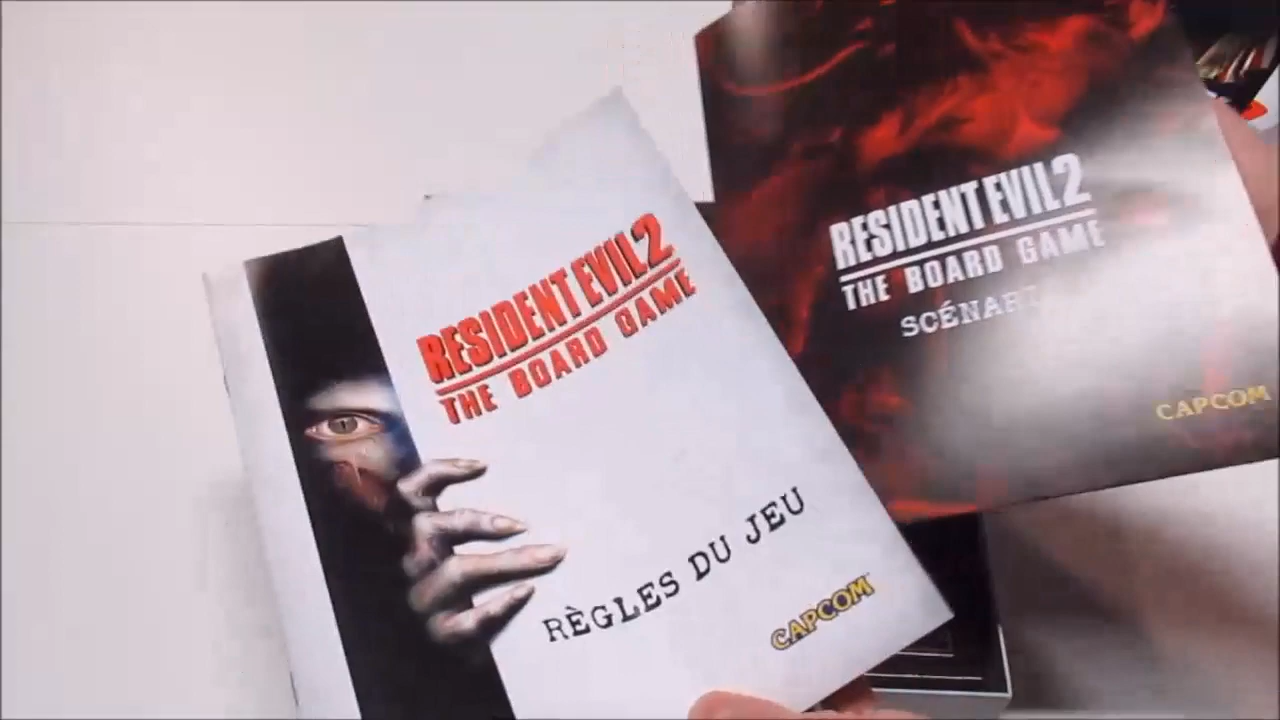 RESIDENT EVIL 2
THE BOARD GAME
RÈGLES DU JEU
CAPCOM
RESIDENT EVIL 2
THE BOARD GAME
CAPCOM